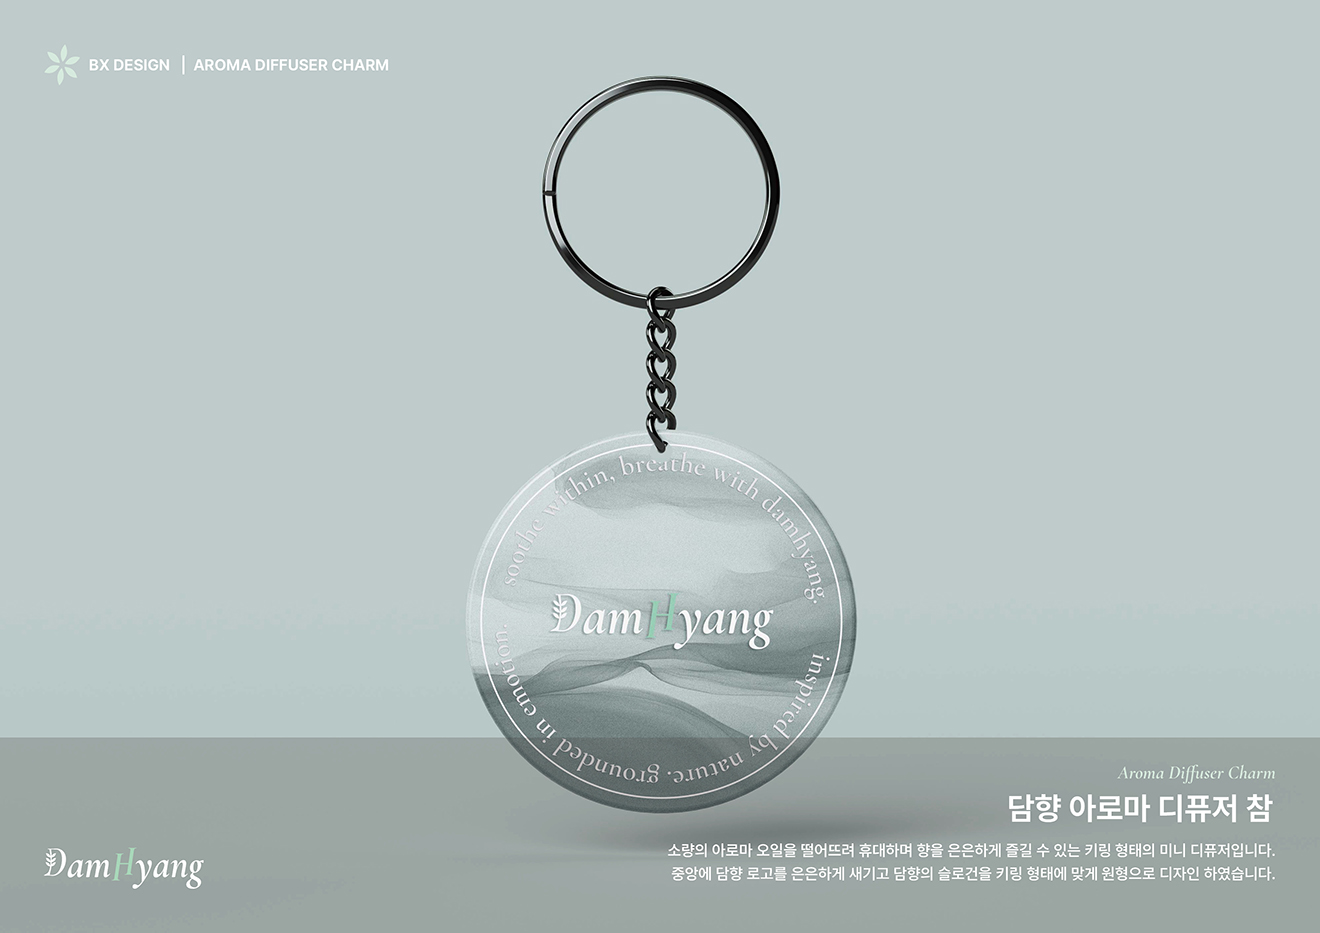 BX DESIGN | AROMA DIFFUSER CHARM
soothe within, breathe with damhyang.
DamHyang
inspired by nature. grounded in emotion.
Aroma Diffuser Charm
담향 아로마 디퓨저 참
소량의 아로마 오일을 떨어뜨려 휴대하며 향을 은은하게 즐길 수 있는 키링 형태의 미니 디퓨저입니다.
중앙에 담향 로고를 은은하게 새기고 담향의 슬로건을 키링 형태에 맞게 원형으로 디자인 하였습니다.
DamHyang